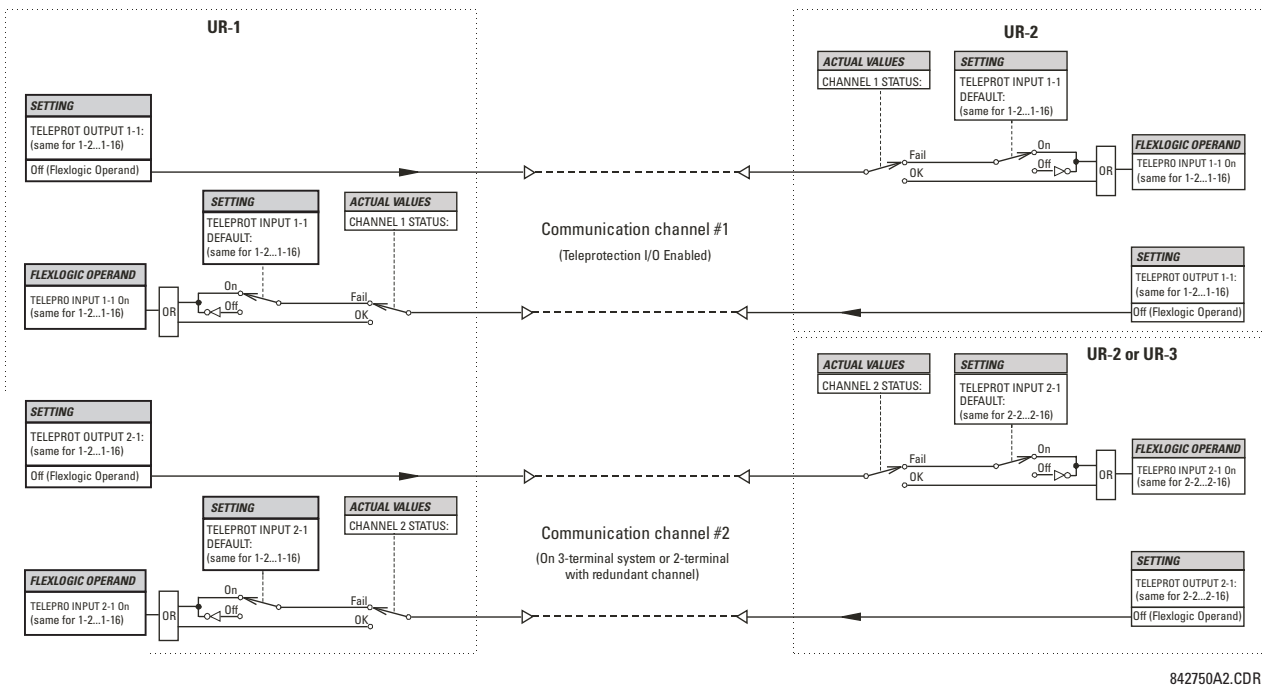 UR-1
SETTING
TELEPROT OUTPUT 1-1:
(same for 1-2...1-16)
Off (Flexlogic Operand)
SETTING
TELEPROT INPUT 1-1
DEFAULT:
(same for 1-2...1-16)
ACTUAL VALUES
CHANNEL 1 STATUS:
FLEXLOGIC OPERAND
TELEPRO INPUT 1-1 On
(same for 1-2...1-16)
OR
On
Off
Fail
OK
Communication channel #1
(Teleprotection I/O Enabled)
UR-2
ACTUAL VALUES
CHANNEL 1 STATUS:
SETTING
TELEPROT INPUT 1-1
DEFAULT:
(same for 1-2...1-16)
Fail
OK
On
Off
OR
FLEXLOGIC OPERAND
TELEPRO INPUT 1-1 On
(same for 1-2...1-16)
SETTING
TELEPROT OUTPUT 1-1:
(same for 1-2...1-16)
Off (Flexlogic Operand)
SETTING
TELEPROT OUTPUT 2-1:
(same for 1-2...1-16)
Off (Flexlogic Operand)
SETTING
TELEPROT INPUT 2-1
DEFAULT:
(same for 1-2...1-16)
ACTUAL VALUES
CHANNEL 2 STATUS:
FLEXLOGIC OPERAND
TELEPRO INPUT 2-1 On
(same for 1-2...1-16)
OR
On
Off
Fail
OK
Communication channel #2
(On 3-terminal system or 2-terminal
with redundant channel)
UR-2 or UR-3
ACTUAL VALUES
CHANNEL 2 STATUS:
SETTING
TELEPROT INPUT 2-1
DEFAULT:
(same for 2-2...2-16)
Fail
OK
On
Off
OR
FLEXLOGIC OPERAND
TELEPRO INPUT 2-1 On
(same for 2-2...2-16)
SETTING
TELEPROT OUTPUT 2-1:
(same for 2-2...2-16)
Off (Flexlogic Operand)
842750A2.CDR